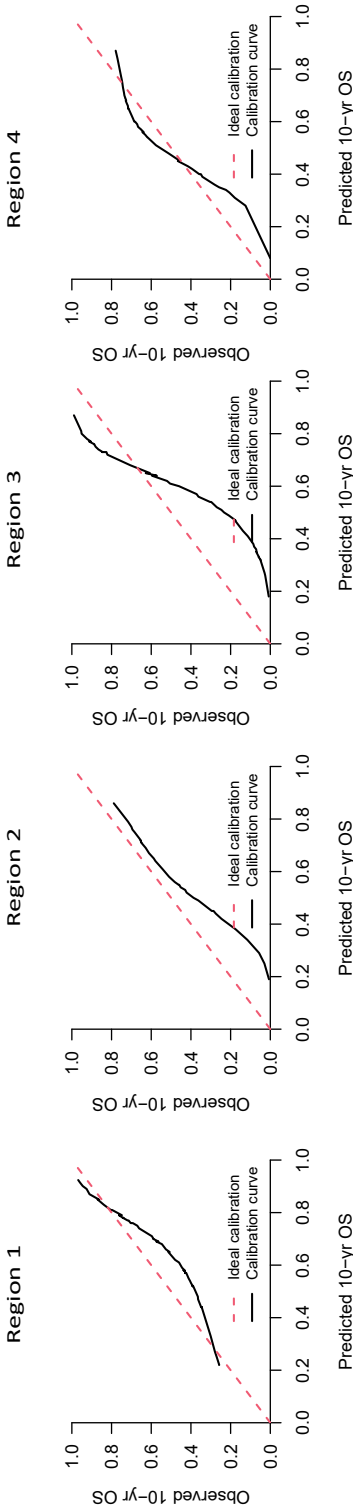 Region 1
Observed 10−yr OS
1.0
0.8
0.6
0.4
0.2
0.0
Ideal calibration
Calibration curve
0.0 0.2 0.4 0.6 0.8 1.0
Predicted 10−yr OS
Region 2
Observed 10−yr OS
1.0
0.8
0.6
0.4
0.2
0.0
Ideal calibration
Calibration curve
0.0 0.2 0.4 0.6 0.8 1.0
Predicted 10−yr OS
Region 3
Observed 10−yr OS
1.0
0.8
0.6
0.4
0.2
0.0
Ideal calibration
Calibration curve
0.0 0.2 0.4 0.6 0.8 1.0
Predicted 10−yr OS
Region 4
Observed 10−yr OS
1.0
0.8
0.6
0.4
0.2
0.0
Ideal calibration
Calibration curve
0.0 0.2 0.4 0.6 0.8 1.0
Predicted 10−yr OS